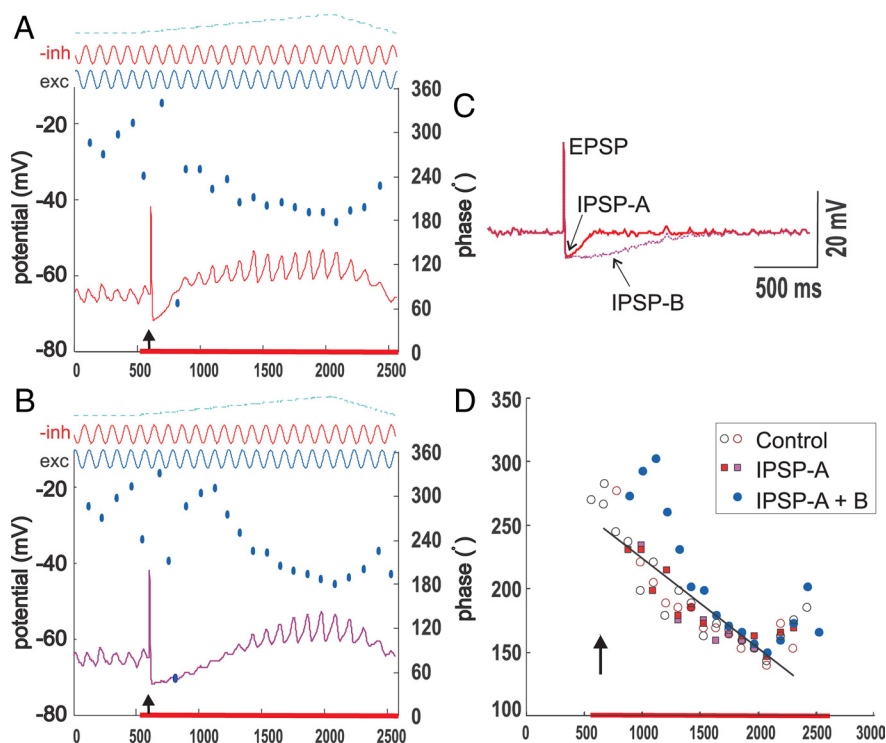 A
-inh
exc
360
-20
300
potential (mV)
240
phase (°)
-40
180
120
-60
60
-80
0
0 500 1000 1500 2000 2500
B
-inh
exc
360
-20
300
potential (mV)
240
phase (°)
-40
180
120
-60
60
-80
0
0 500 1000 1500 2000 2500
C
EPSP
IPSP-A
IPSP-B
20 mV
500 ms
D
350
300
250
200
150
100
Control
IPSP-A
IPSP-A + B
0 500 1000 1500 2000 2500 3000